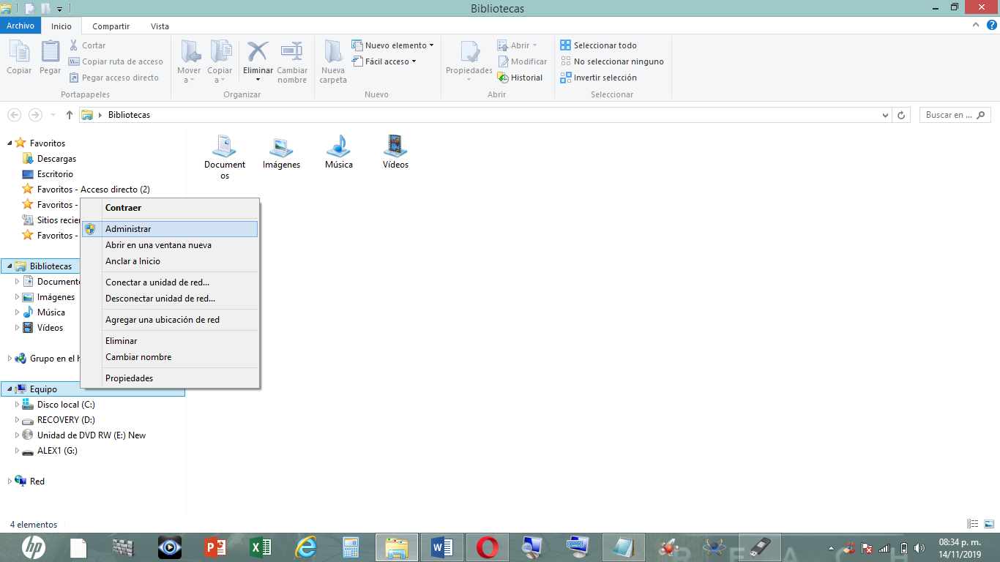 Bibliotecas
Archivo Inicio Compartir Vista
Copiar
Pegar
Cortar
Copiar ruta de acceso
Pegar acceso directo
Portapapeles
Mover a
Copiar a
Eliminar
Cambiar nombre
Organizar
Nueva carpeta
Nuevo elemento
Fácil acceso
Nuevo
Propiedades
Abrir
Modificar
Historial
Abrir
Seleccionar todo
No seleccionar ninguno
Invertir selección
Seleccionar
Bibliotecas
Buscar en ...
Favoritos
Descargas
Escritorio
Favoritos - Acceso directo (2)
Favoritos -
Sitios recien
Favoritos -
Bibliotecas
Documento
Imágenes
Música
Vídeos
Grupo en el h
Equipo
Disco local (C:)
RECOVERY (D:)
Unidad de DVD RW (E:) New
ALEX1 (G:)
Red
Contraer
Administrar
Abrir en una ventana nueva
Anclar a Inicio
Conectar a unidad de red...
Desconectar unidad de red...
Agregar una ubicación de red
Eliminar
Cambiar nombre
Propiedades
Document
os
Imágenes
Música
Vídeos
4 elementos
hp
08:34 p. m.
14/11/2019